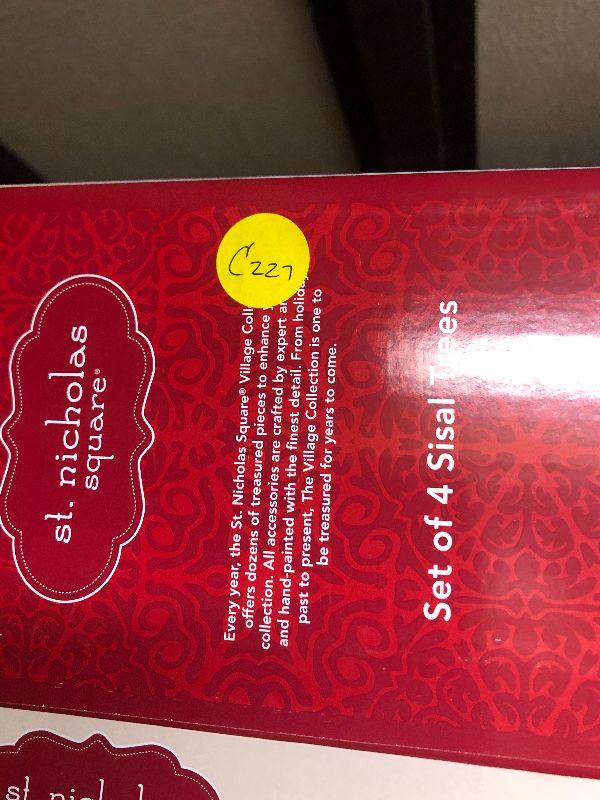 st. nicholas
square®
C227
Every year, the St. Nicholas Square® Village Coll
offers dozens of treasured pieces to enhance
collection. All accessories are crafted by expert
and hand-painted with the finest detail. From
past to present, The Village Collection is one to
be treasured for years to come.
Set of 4 Sisal Trees
st.